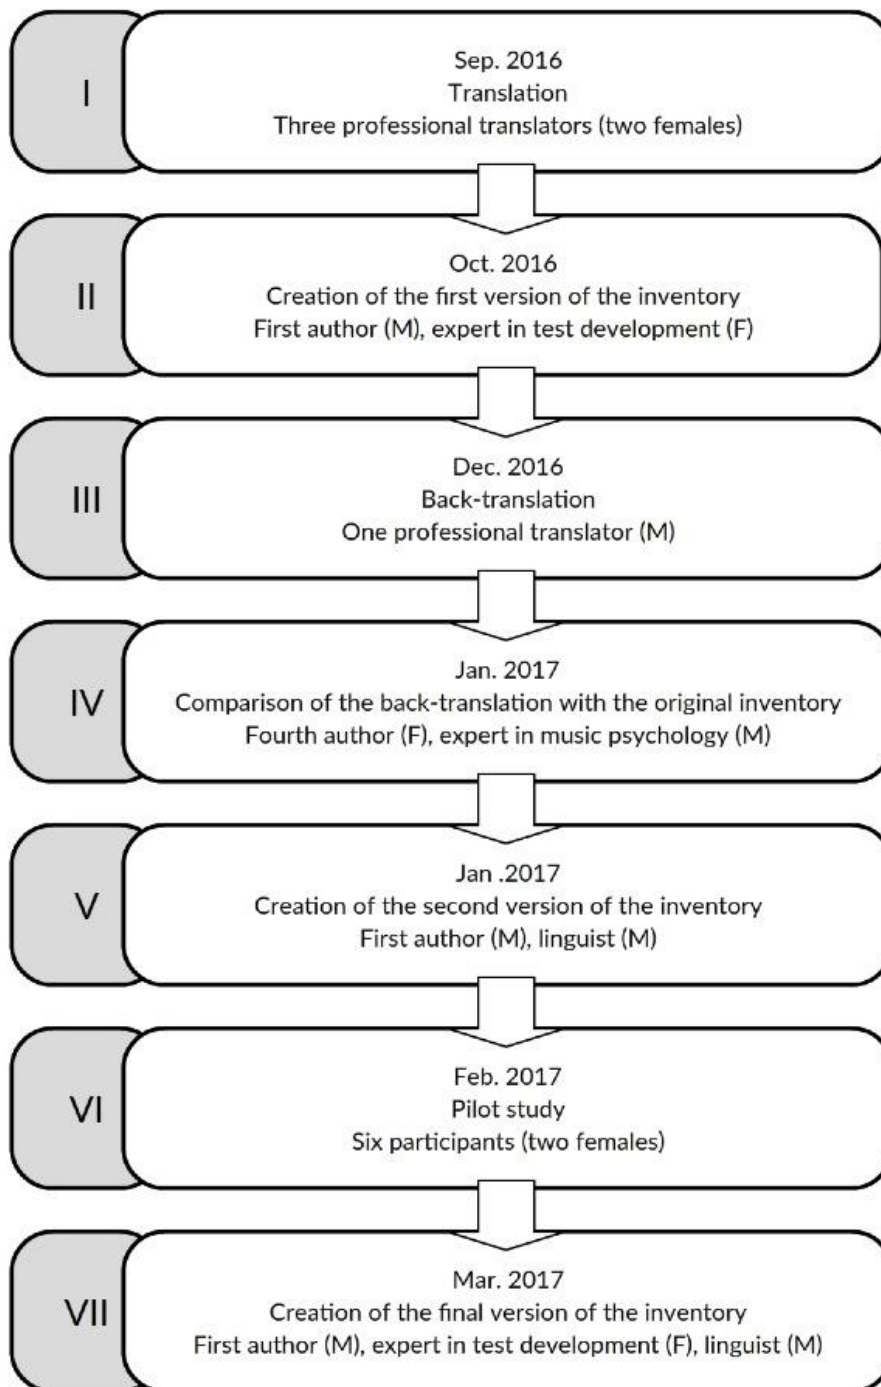 I
Sep. 2016
Translation
Three professional translators (two females)
II
Oct. 2016
Creation of the first version of the inventory
First author (M), expert in test development (F)
III
Dec. 2016
Back-translation
One professional translator (M)
IV
Jan. 2017
Comparison of the back-translation with the original inventory
Fourth author (F), expert in music psychology (M)
V
Jan .2017
Creation of the second version of the inventory
First author (M), linguist (M)
VI
Feb. 2017
Pilot study
Six participants (two females)
VII
Mar. 2017
Creation of the final version of the inventory
First author (M), expert in test development (F), linguist (M)